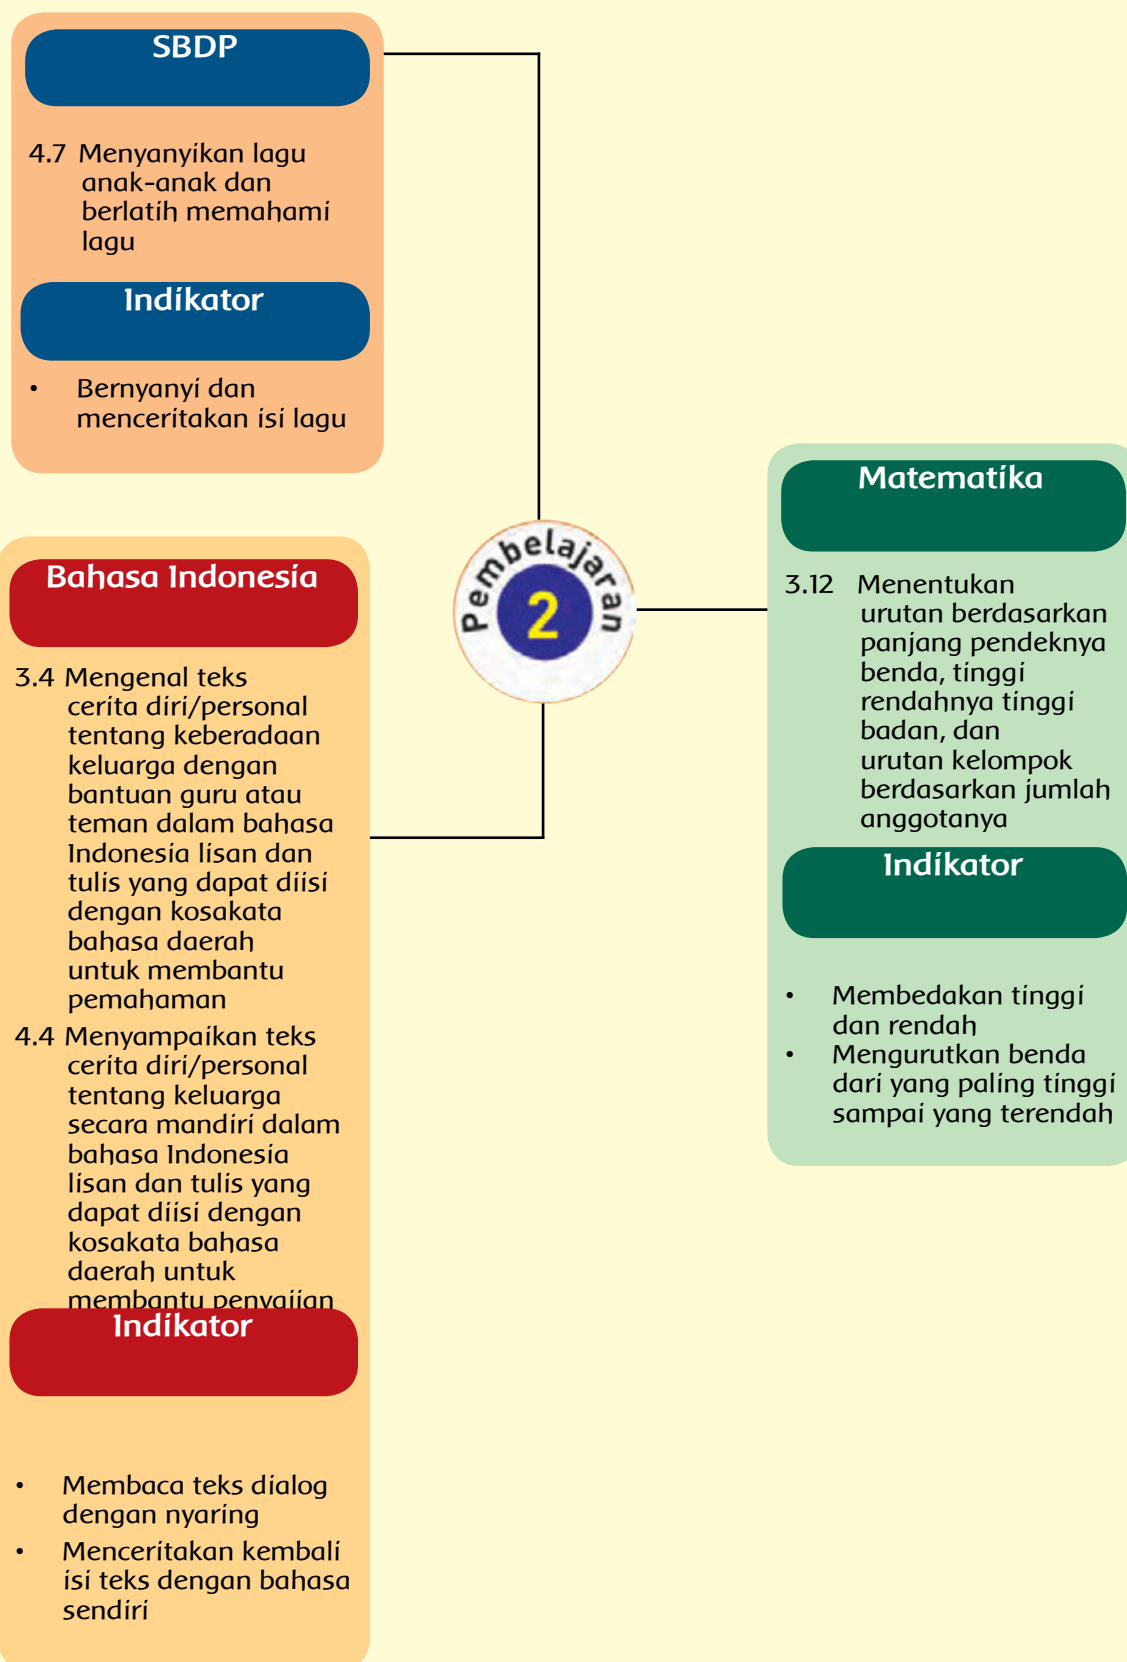 SBDP
4.7 Menyanyikan lagu
anak-anak dan
berlatih memahami
lagu
Indikator
• Bernyanyi dan
menceritakan isi lagu
Pembelajaran
2
Bahasa Indonesia
3.4 Mengenal teks
cerita diri/personal
tentang keberadaan
keluarga dengan
bantuan guru atau
teman dalam bahasa
Indonesia lisan dan
tulis yang dapat diisi
dengan kosakata
bahasa daerah
untuk membantu
pemahaman
4.4 Menyampaikan teks
cerita diri/personal
tentang keluarga
secara mandiri dalam
bahasa Indonesia
lisan dan tulis yang
dapat diisi dengan
kosakata bahasa
daerah untuk
membantu penyajian
Indikator
• Membaca teks dialog
dengan nyaring
• Menceritakan kembali
isi teks dengan bahasa
sendiri
Matematika
3.12 Menentukan
urutan berdasarkan
panjang pendeknya
benda, tinggi
rendahnya tinggi
badan, dan
urutan kelompok
berdasarkan jumlah
anggotanya
Indikator
• Membedakan tinggi
dan rendah
• Mengurutkan benda
dari yang paling tinggi
sampai yang terendah